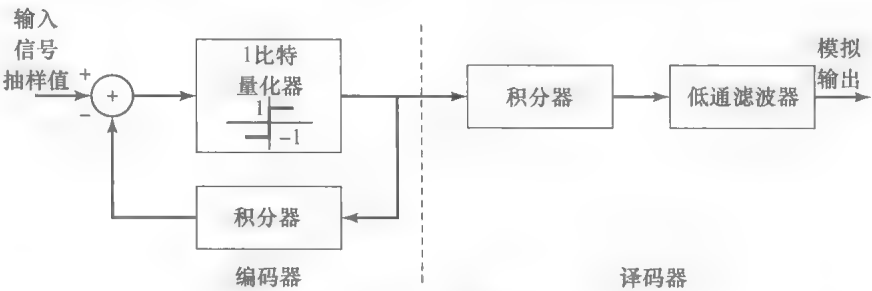 输入
信号
抽样值
+
−
+
1比特
量化器
1
−1
积分器
编码器
积分器
低通滤波器
模拟
输出
译码器